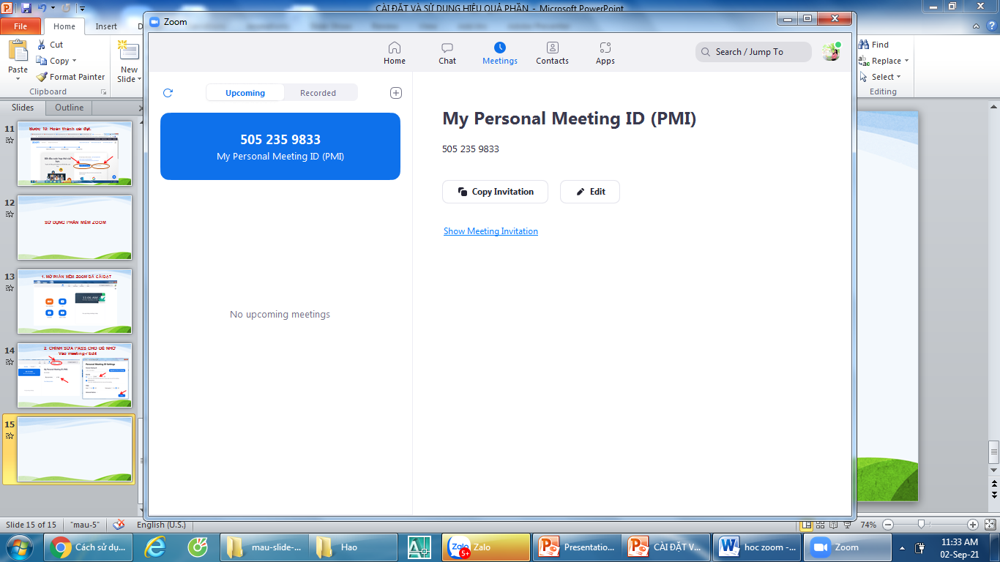 CÀI ĐẶT VÀ SỬ DỤNG HIỆU QUẢ PHẦN - Microsoft PowerPoint
File
Home
Insert
Cut
Copy
Format Painter
Paste
New
Slide
Clipboard
Find
Replace
Select
Editing
Slides
Outline
11
Bước 10: Hoàn thành cài đặt.
12
SỬ DỤNG PHẦN MỀM ZOOM
13
1. MỞ PHẦN MỀM ZOOM ĐÃ CÀI ĐẶT
14
2. CHỈNH SỬA PASS CHO DỄ NHỚ
Vào meeting-/ Edit
15
Zoom
Home
Chat
Meetings
Contacts
Apps
Search / Jump To
Upcoming
Recorded
505 235 9833
My Personal Meeting ID (PMI)
No upcoming meetings
My Personal Meeting ID (PMI)
505 235 9833
Copy Invitation
Edit
Show Meeting Invitation
Slide 15 of 15
"mau-5"
English (U.S.)
74%
Cách sử dụ...
mau-slide-...
Hao
Zalo
5+
Zalo
Presentatio...
CÀI ĐẶT V...
hoc zoom -...
Zoom
11:33 AM
02-Sep-21